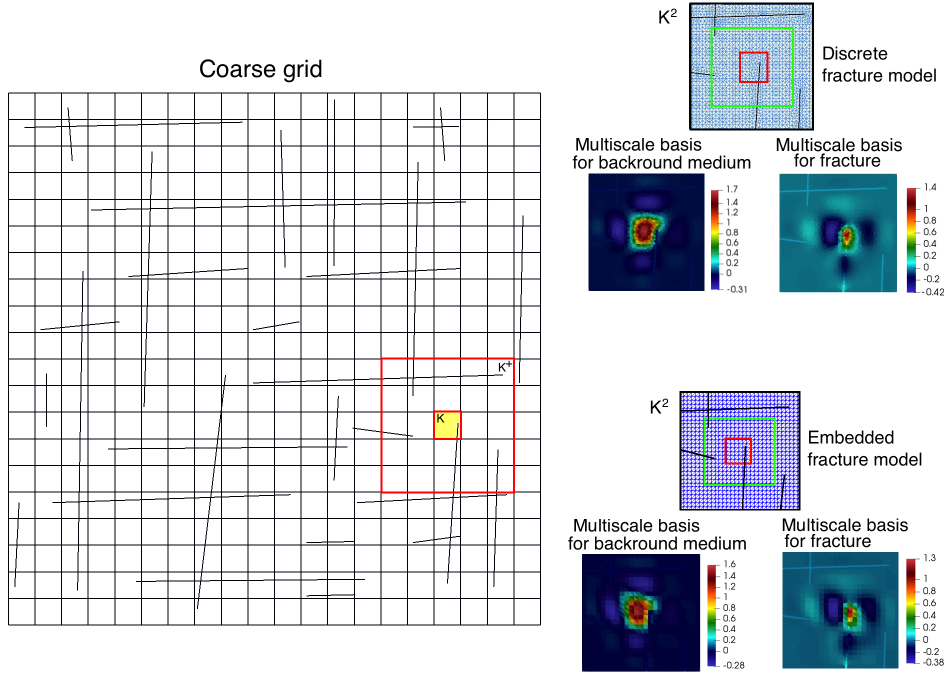 Coarse grid
K⁺
K
K²
Discrete
fracture model
Multiscale basis
for backround medium
1.7
1.4
1.2
1
0.8
0.6
0.4
0.2
0
-0.31
Multiscale basis
for fracture
1.4
1
0.8
0.6
0.4
0.2
0
-0.2
-0.42
K²
Embedded
fracture model
Multiscale basis
for backround medium
1.6
1.4
1.2
1
0.8
0.6
0.4
0.2
0
-0.28
Multiscale basis
for fracture
1.3
1
0.8
0.6
0.4
0.2
0
-0.2
-0.38